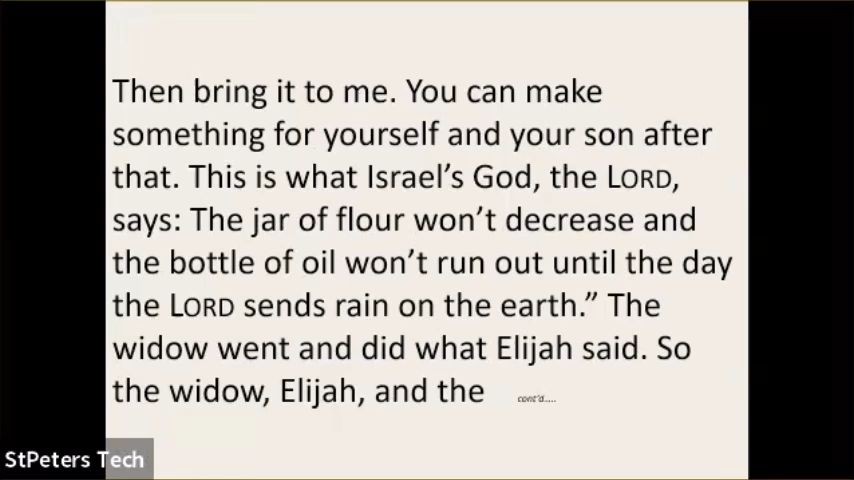 Then bring it to me. You can make
something for yourself and your son after
that. This is what Israel’s God, the LORD,
says: The jar of flour won’t decrease and
the bottle of oil won’t run out until the day
the LORD sends rain on the earth.” The
widow went and did what Elijah said. So
the widow, Elijah, and the cont’d.....
StPeters Tech